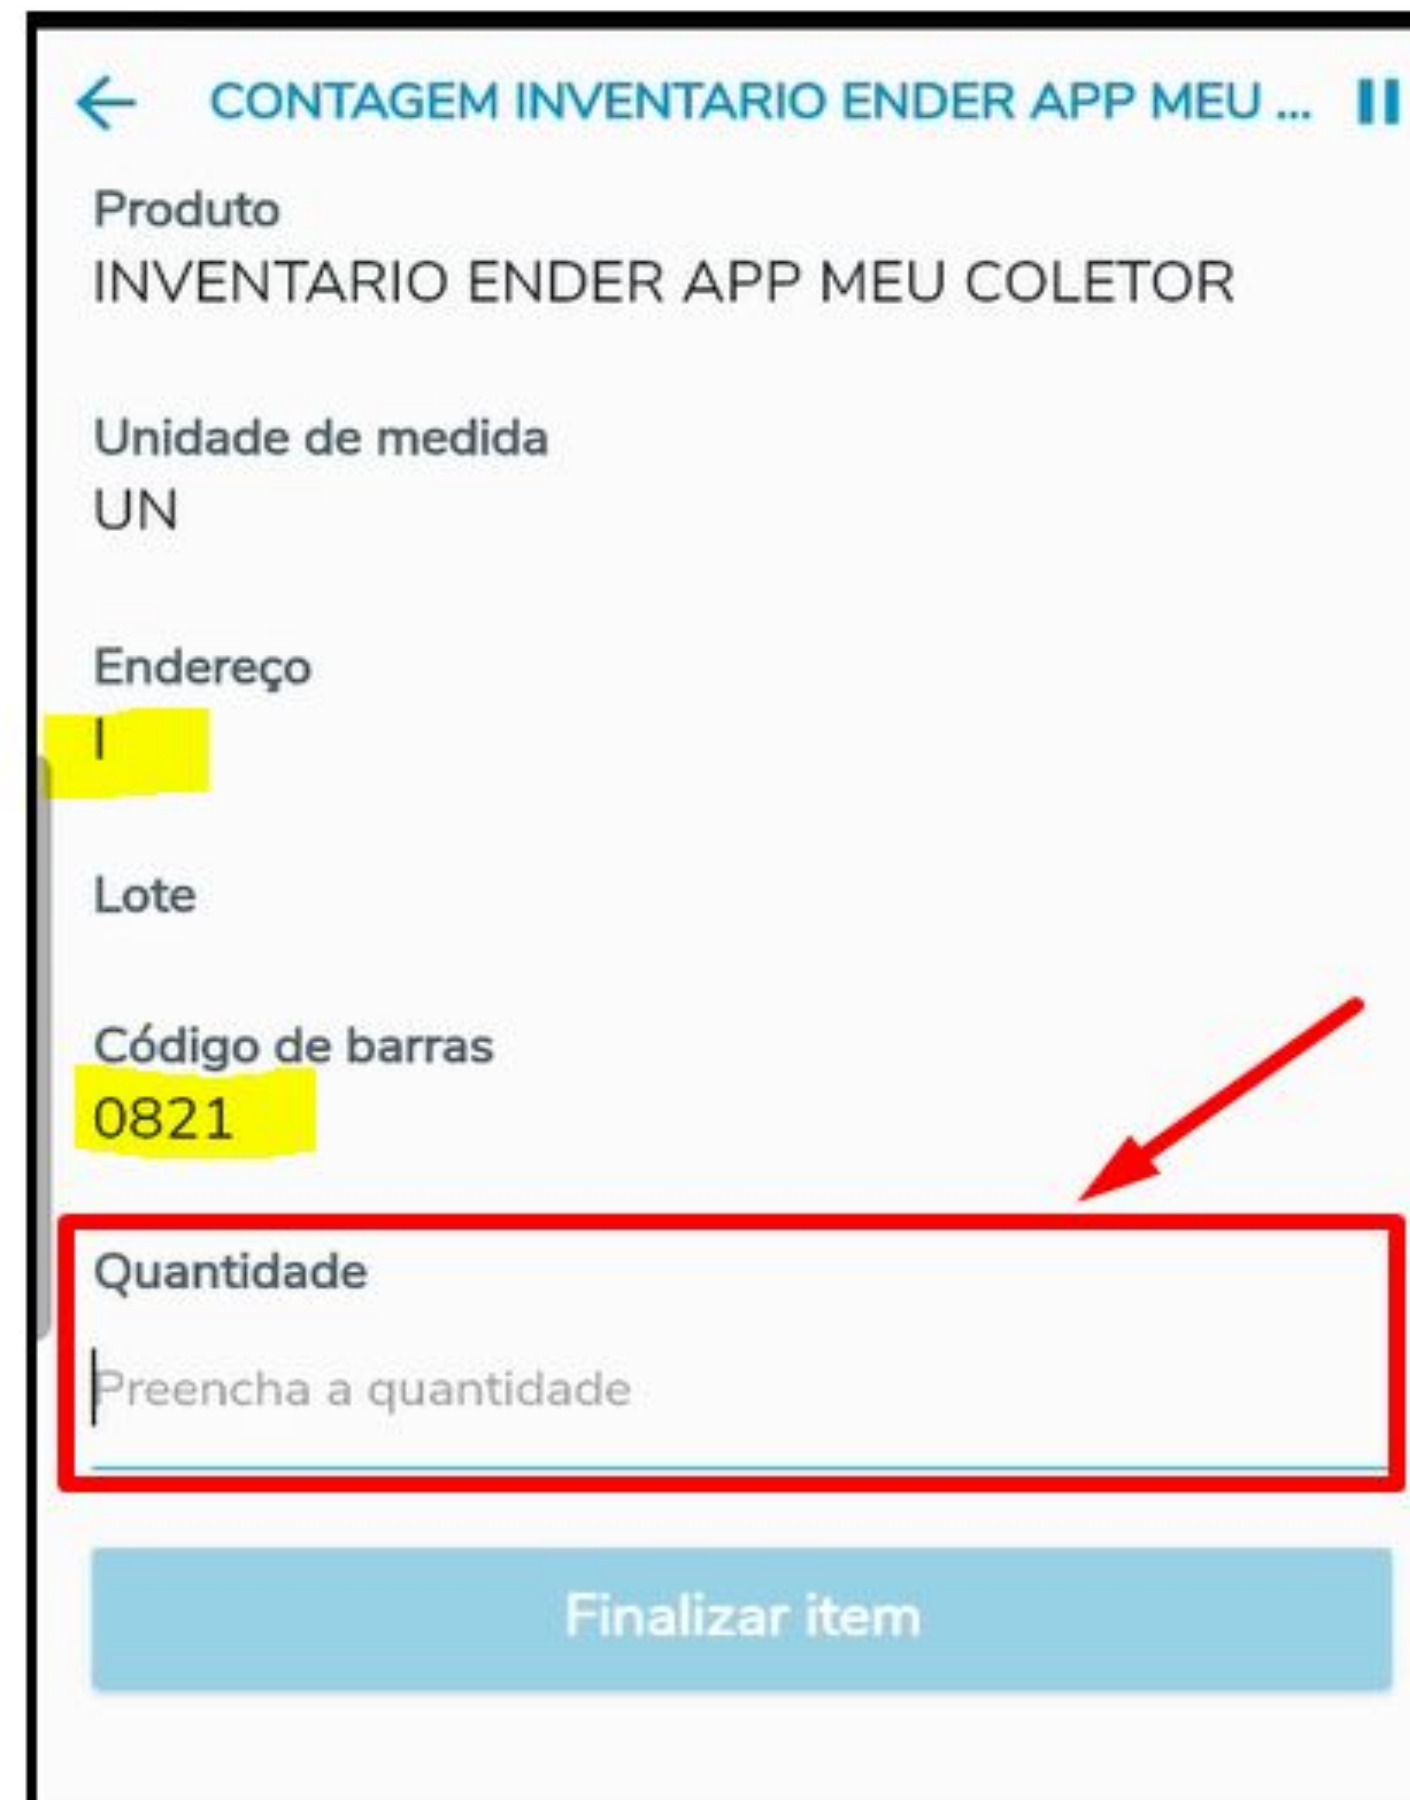 CONTAGEM INVENTARIO ENDER APP MEU ...
Produto
INVENTARIO ENDER APP MEU COLETOR
Unidade de medida
UN
Endereço
I
Lote
Código de barras
0821
Quantidade
Preencha a quantidade
Finalizar item